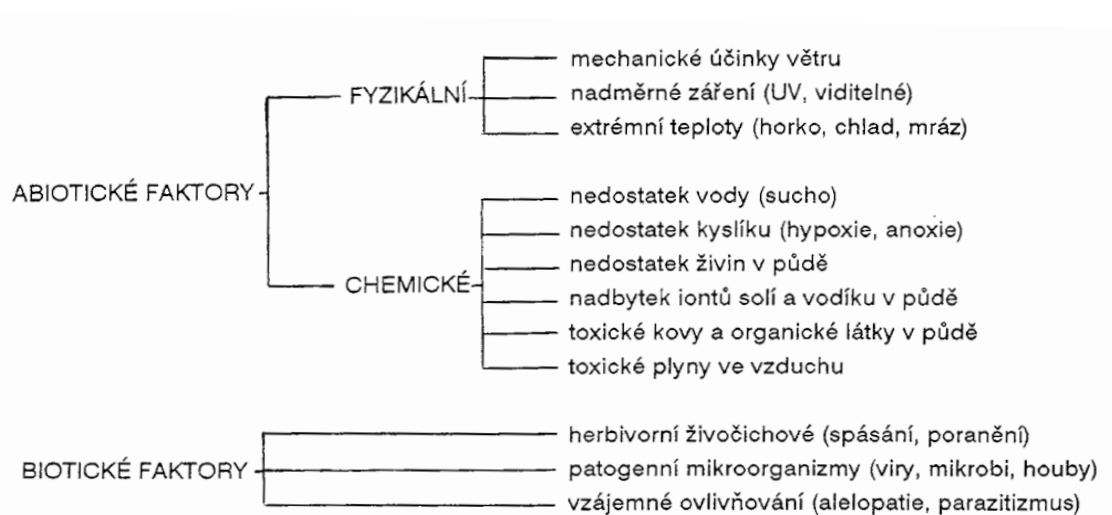 mechanické účinky větru
FYZIKÁLNÍ nadměrné záření (UV, viditelné)
extrémní teploty (horko, chlad, mráz)
ABIOTICKÉ FAKTORY nedostatek vody (sucho)
nedostatek kyslíku (hypoxie, anoxie)
nedostatek živin v půdě
CHEMICKÉ
nadbytek iontů solí a vodíku v půdě
toxické kovy a organické látky v půdě
toxické plyny ve vzduchu
herbivorní živočichové (spásání, poranění)
BIOTICKÉ FAKTORY patogenní mikroorganizmy (viry, mikrobi, houby)
vzájemné ovlivňování (alelopatie, parazitizmus)